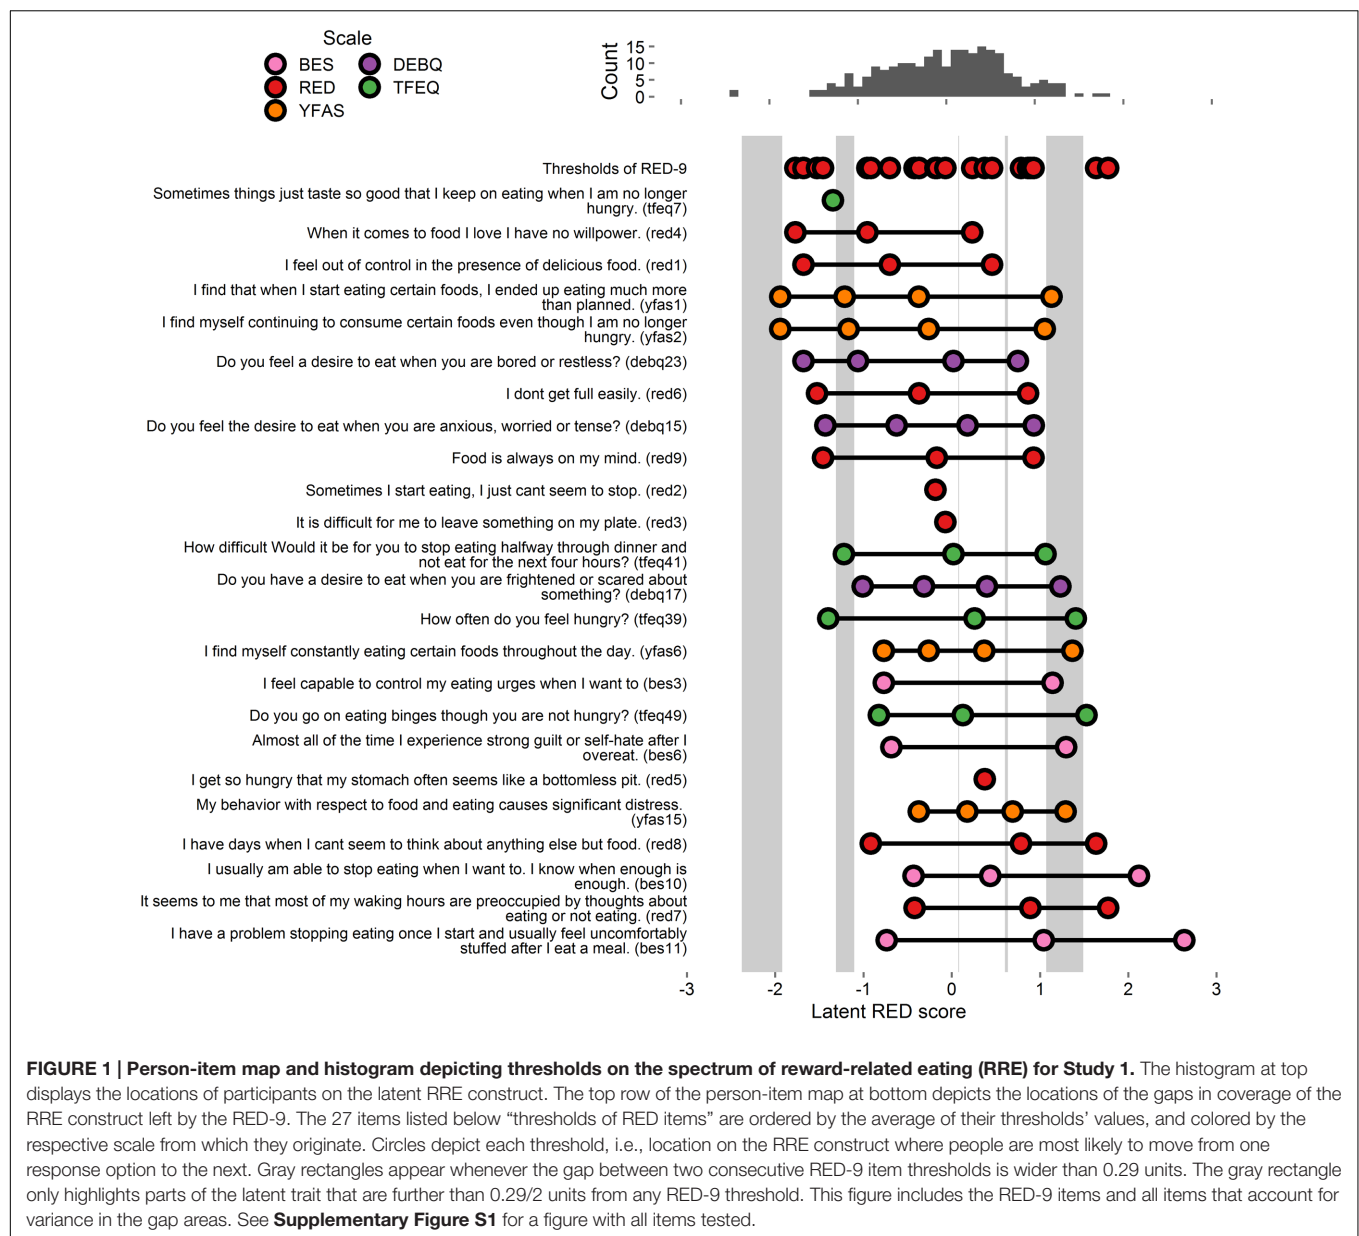 Scale
BES
DEBQ
RED
TFEQ
YFAS
Count
15
10
5
0
Thresholds of RED-9
Sometimes things just taste so good that I keep on eating when I am no longer
hungry. (tfeq7)
When it comes to food I love I have no willpower. (red4)
I feel out of control in the presence of delicious food. (red1)
I find that when I start eating certain foods, I ended up eating much more
than planned. (yfas1)
I find myself continuing to consume certain foods even though I am no longer
hungry. (yfas2)
Do you feel a desire to eat when you are bored or restless? (debq23)
I dont get full easily. (red6)
Do you feel the desire to eat when you are anxious, worried or tense? (debq15)
Food is always on my mind. (red9)
Sometimes I start eating, I just cant seem to stop. (red2)
It is difficult for me to leave something on my plate. (red3)
How difficult Would it be for you to stop eating halfway through dinner and
not eat for the next four hours? (tfeq41)
Do you have a desire to eat when you are frightened or scared about
something? (debq17)
How often do you feel hungry? (tfeq39)
I find myself constantly eating certain foods throughout the day. (yfas6)
I feel capable to control my eating urges when I want to (bes3)
Do you go on eating binges though you are not hungry? (tfeq49)
Almost all of the time I experience strong guilt or self-hate after I
overeat. (bes6)
I get so hungry that my stomach often seems like a bottomless pit. (red5)
My behavior with respect to food and eating causes significant distress.
(yfas15)
I have days when I cant seem to think about anything else but food. (red8)
I usually am able to stop eating when I want to. I know when enough is
enough. (bes10)
It seems to me that most of my waking hours are preoccupied by thoughts about
eating or not eating. (red7)
I have a problem stopping eating once I start and usually feel uncomfortably
stuffed after I eat a meal. (bes11)
-3 -2 -1 0 1 2 3
Latent RED score
FIGURE 1 | Person-item map and histogram depicting thresholds on the spectrum of reward-related eating (RRE) for Study 1. The histogram at top
displays the locations of participants on the latent RRE construct. The top row of the person-item map at bottom depicts the locations of the gaps in coverage of the
RRE construct left by the RED-9. The 27 items listed below “thresholds of RED items” are ordered by the average of their thresholds’ values, and colored by the
respective scale from which they originate. Circles depict each threshold, i.e., location on the RRE construct where people are most likely to move from one
response option to the next. Gray rectangles appear whenever the gap between two consecutive RED-9 item thresholds is wider than 0.29 units. The gray rectangle
only highlights parts of the latent trait that are further than 0.29/2 units from any RED-9 threshold. This figure includes the RED-9 items and all items that account for
variance in the gap areas. See Supplementary Figure S1 for a figure with all items tested.